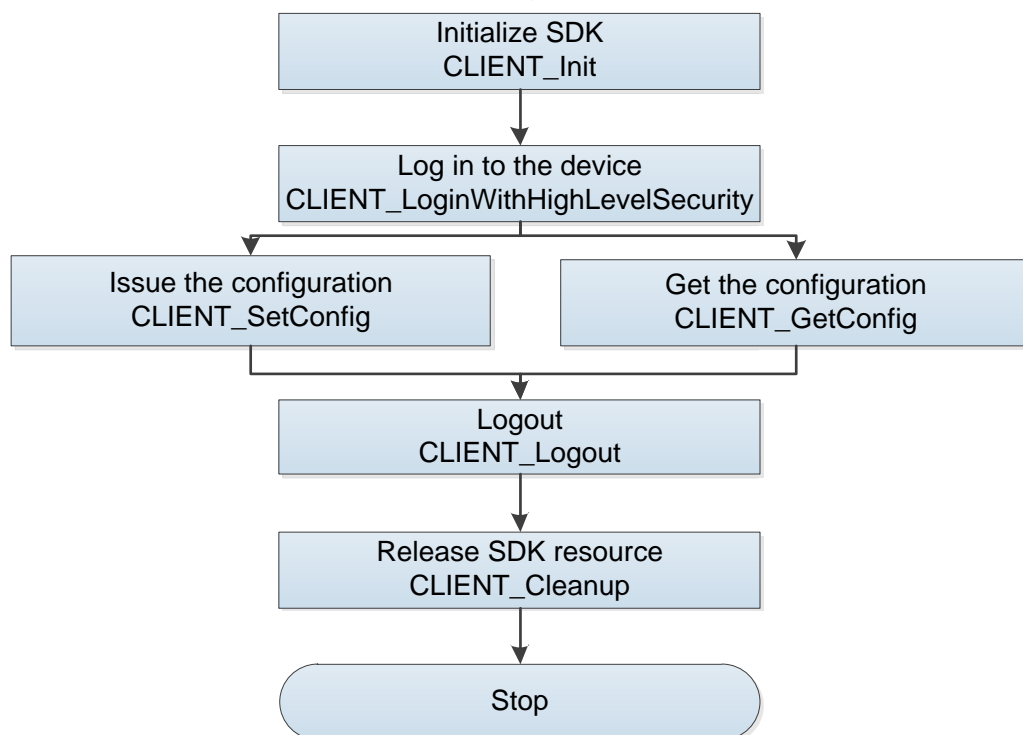 Initialize SDK
CLIENT_Init
Log in to the device
CLIENT_LoginWithHighLevelSecurity
Issue the configuration
CLIENT_SetConfig
Get the configuration
CLIENT_GetConfig
Logout
CLIENT_Logout
Release SDK resource
CLIENT_Cleanup
Stop